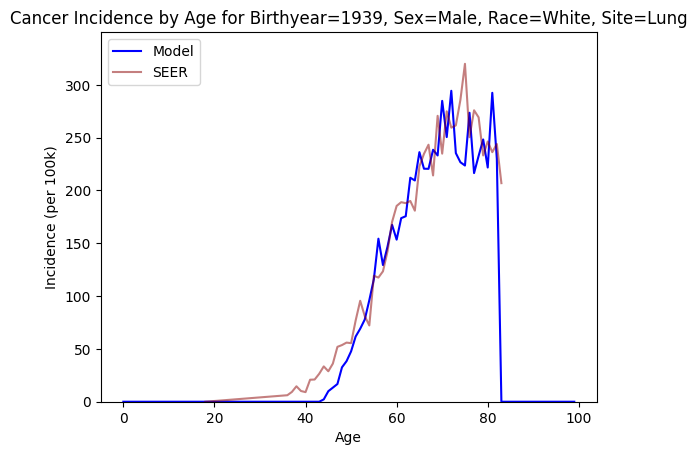 Cancer Incidence by Age for Birthyear=1939, Sex=Male, Race=White, Site=Lung
Model
SEER
300
250
200
150
100
50
0
Incidence (per 100k)
0 20 40 60 80 100
Age